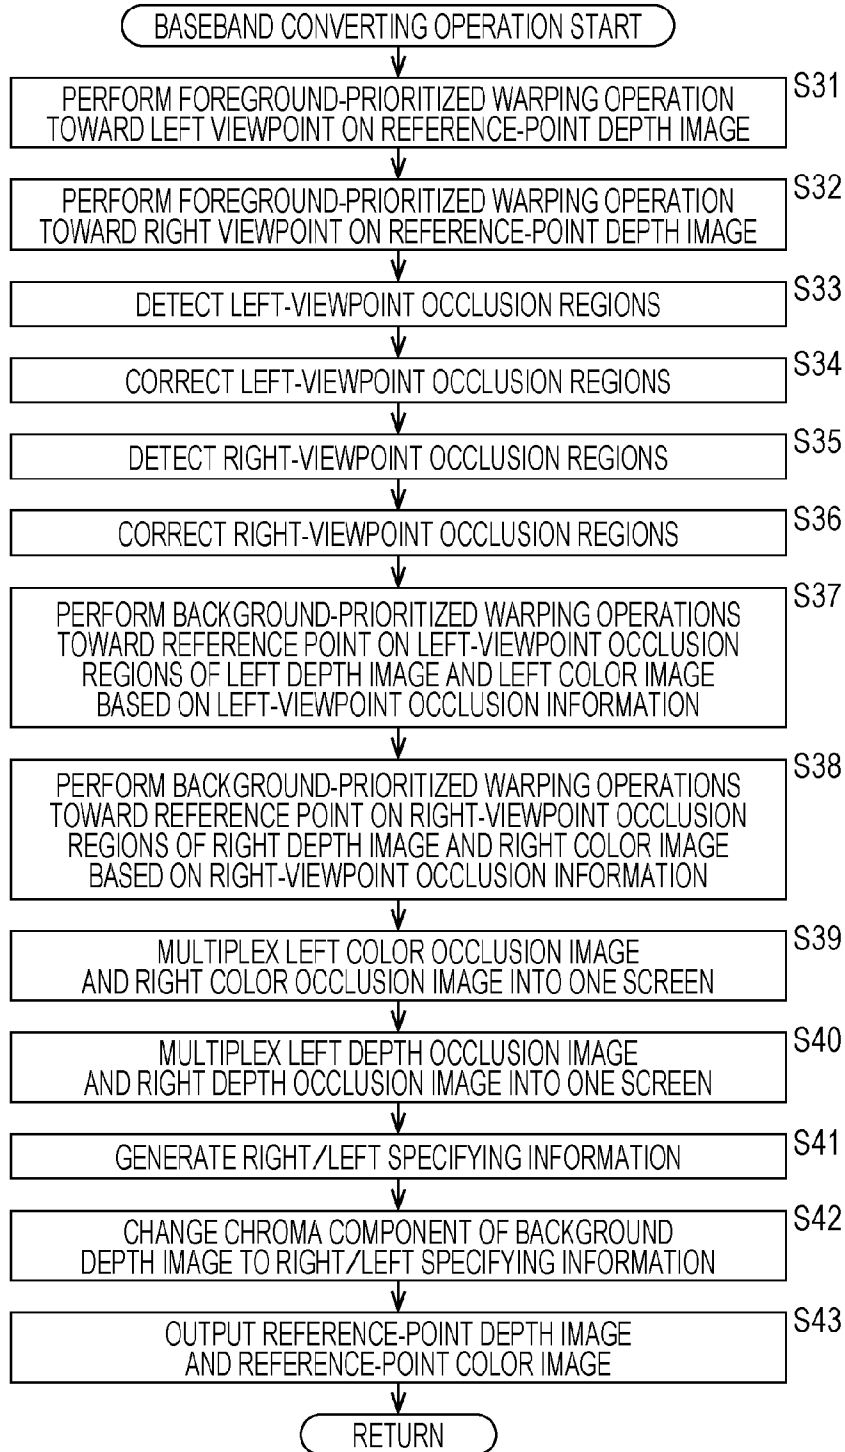 BASEBAND CONVERTING OPERATION START
S31
PERFORM FOREGROUND-PRIORITIZED WARPING OPERATION
TOWARD LEFT VIEWPOINT ON REFERENCE-POINT DEPTH IMAGE
S32
PERFORM FOREGROUND-PRIORITIZED WARPING OPERATION
TOWARD RIGHT VIEWPOINT ON REFERENCE-POINT DEPTH IMAGE
S33
DETECT LEFT-VIEWPOINT OCCLUSION REGIONS
S34
CORRECT LEFT-VIEWPOINT OCCLUSION REGIONS
S35
DETECT RIGHT-VIEWPOINT OCCLUSION REGIONS
S36
CORRECT RIGHT-VIEWPOINT OCCLUSION REGIONS
S37
PERFORM BACKGROUND-PRIORITIZED WARPING OPERATIONS
TOWARD REFERENCE POINT ON LEFT-VIEWPOINT OCCLUSION
REGIONS OF LEFT DEPTH IMAGE AND LEFT COLOR IMAGE
BASED ON LEFT-VIEWPOINT OCCLUSION INFORMATION
S38
PERFORM BACKGROUND-PRIORITIZED WARPING OPERATIONS
TOWARD REFERENCE POINT ON RIGHT-VIEWPOINT OCCLUSION
REGIONS OF RIGHT DEPTH IMAGE AND RIGHT COLOR IMAGE
BASED ON RIGHT-VIEWPOINT OCCLUSION INFORMATION
S39
MULTIPLEX LEFT COLOR OCCLUSION IMAGE
AND RIGHT COLOR OCCLUSION IMAGE INTO ONE SCREEN
S40
MULTIPLEX LEFT DEPTH OCCLUSION IMAGE
AND RIGHT DEPTH OCCLUSION IMAGE INTO ONE SCREEN
S41
GENERATE RIGHT/LEFT SPECIFYING INFORMATION
S42
CHANGE CHROMA COMPONENT OF BACKGROUND
DEPTH IMAGE TO RIGHT/LEFT SPECIFYING INFORMATION
S43
OUTPUT REFERENCE-POINT DEPTH IMAGE
AND REFERENCE-POINT COLOR IMAGE
RETURN